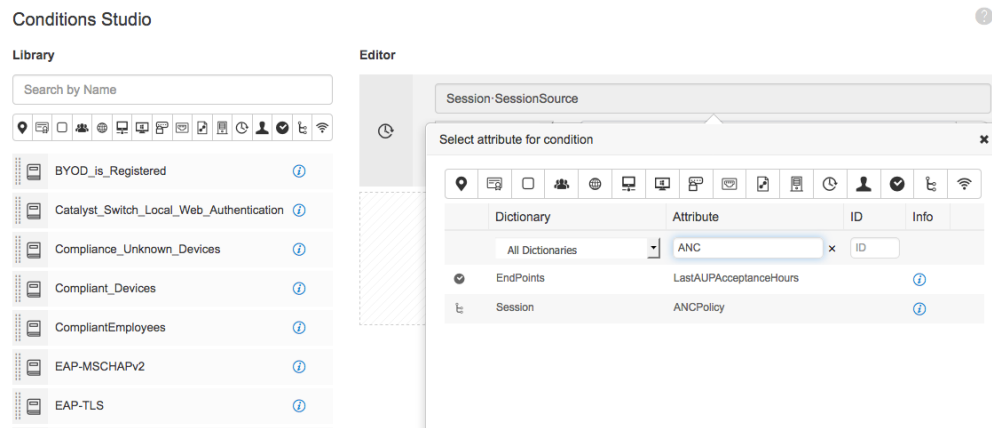 Conditions Studio
?
Library
Editor
Search by Name
Session·SessionSource
Select attribute for condition
BYOD_is_Registered
Catalyst_Switch_Local_Web_Authentication
Compliance_Unknown_Devices
Compliant_Devices
CompliantEmployees
EAP-MSCHAPv2
EAP-TLS
Dictionary Attribute ID Info
All Dictionaries ANC ID
EndPoints LastAUPAcceptanceHours
Session ANCPolicy